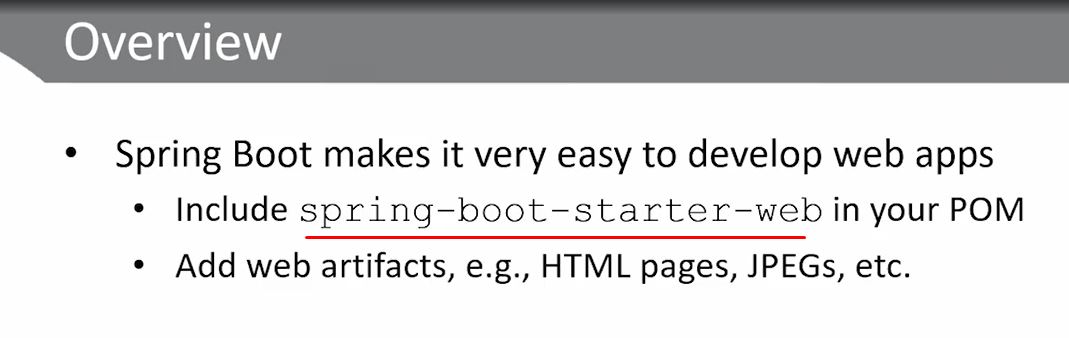 Overview
• Spring Boot makes it very easy to develop web apps
• Include spring-boot-starter-web in your POM
• Add web artifacts, e.g., HTML pages, JPEGs, etc.